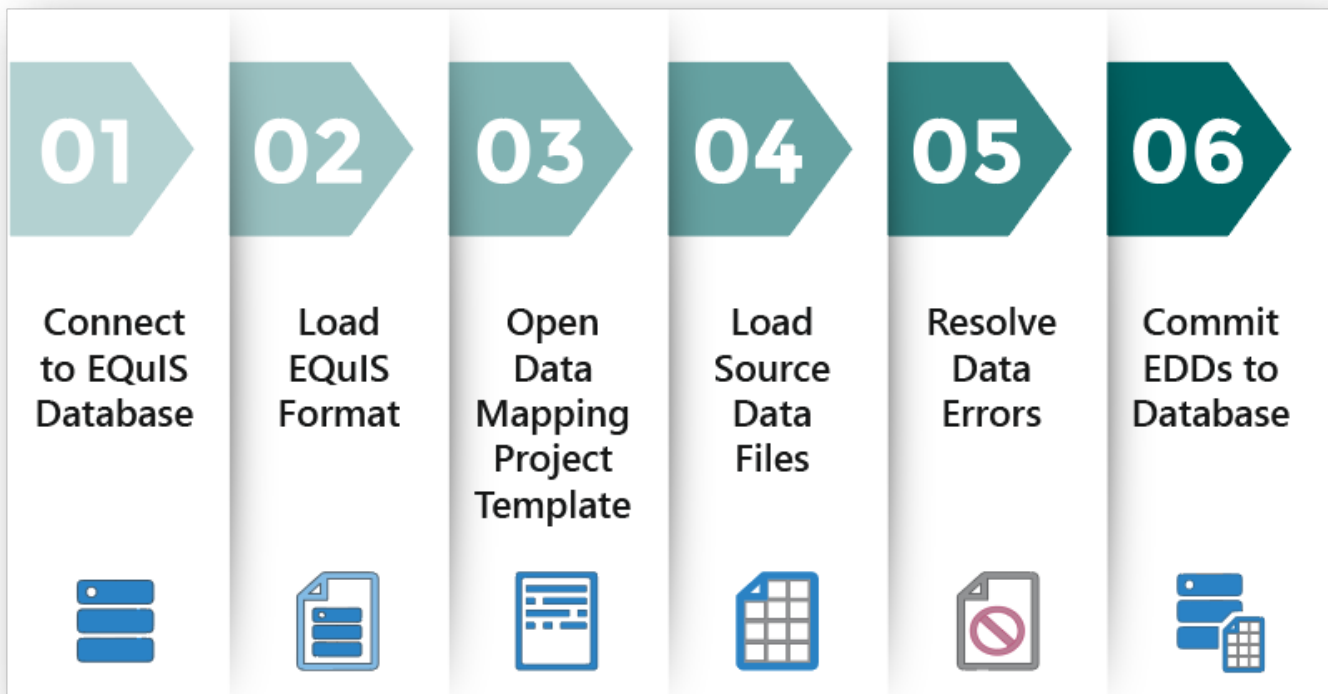 01
Connect
to EQuIS
Database
02
Load
EQuIS
Format
03
Open
Data
Mapping
Project
Template
04
Load
Source
Data
Files
05
Resolve
Data
Errors
06
Commit
EDDs to
Database